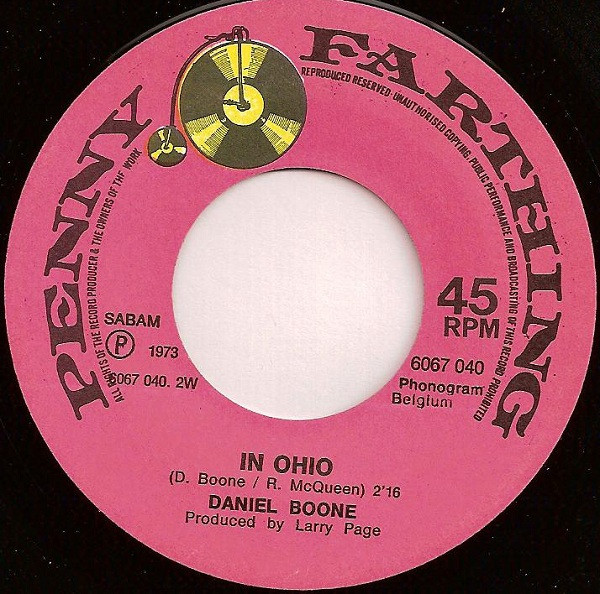 PENNY FARTHING
REPRODUCED RESERVED · UNAUTHORISED COPYING, PUBLIC PERFORMANCE AND BROADCASTING OF THIS RECORD PROHIBITED
ALL RIGHTS OF THE RECORD PRODUCER & THE OWNERS OF THE WORK
45
RPM
SABAM
P 1973
6067 040. 2W
6067 040
Phonogram
Belgium
IN OHIO
(D. Boone / R. McQueen) 2'16
DANIEL BOONE
Produced by Larry Page